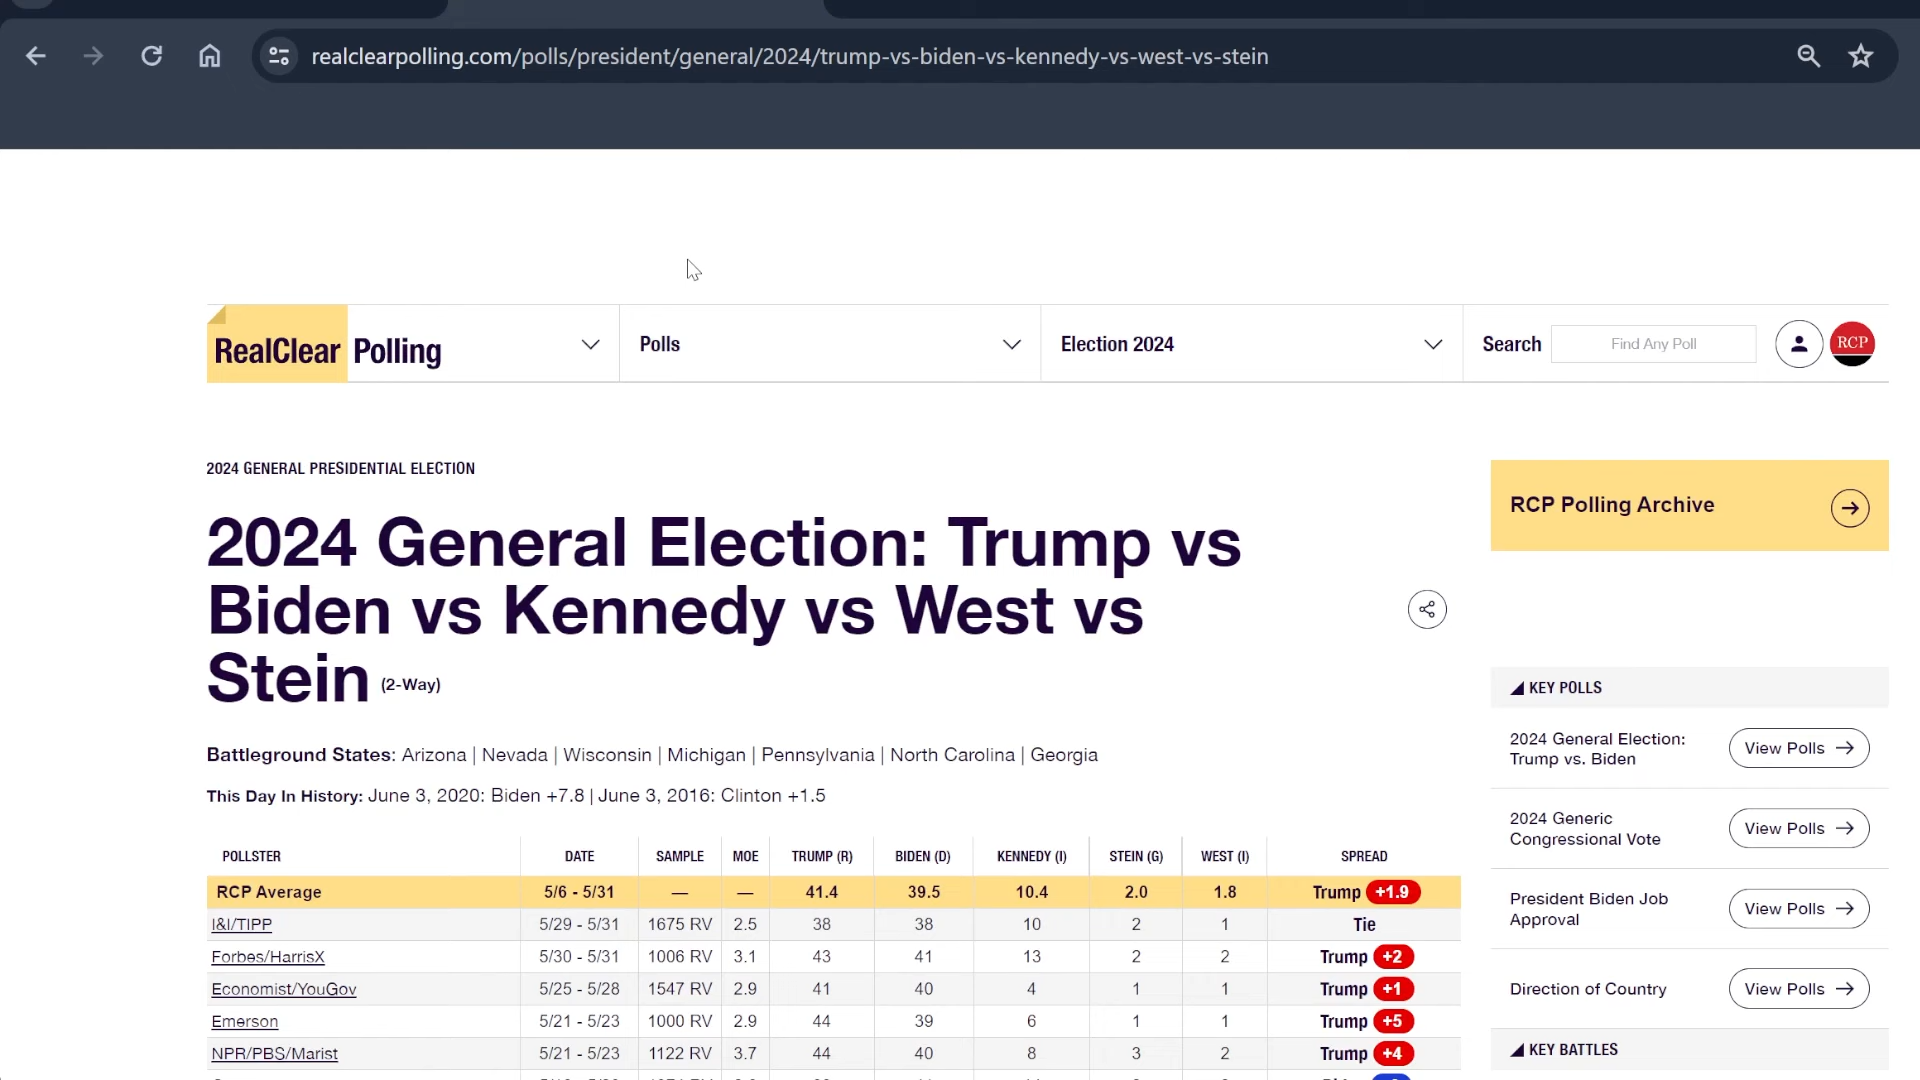 realclearpolling.com/polls/president/general/2024/trump-vs-biden-vs-kennedy-vs-west-vs-stein
RealClear Polling
Polls
Election 2024
Search
Find Any Poll
RCP
2024 GENERAL PRESIDENTIAL ELECTION
2024 General Election: Trump vs
Biden vs Kennedy vs West vs
Stein (2-Way)
Battleground States: Arizona | Nevada | Wisconsin | Michigan | Pennsylvania | North Carolina | Georgia
This Day In History: June 3, 2020: Biden +7.8 | June 3, 2016: Clinton +1.5
POLLSTER DATE SAMPLE MOE TRUMP (R) BIDEN (D) KENNEDY (I) STEIN (G) WEST (I) SPREAD
RCP Average 5/6 - 5/31 — — 41.4 39.5 10.4 2.0 1.8 Trump +1.9
I&I/TIPP 5/29 - 5/31 1675 RV 2.5 38 38 10 2 1 Tie
Forbes/HarrisX 5/30 - 5/31 1006 RV 3.1 43 41 13 2 2 Trump +2
Economist/YouGov 5/25 - 5/28 1547 RV 2.9 41 40 4 1 1 Trump +1
Emerson 5/21 - 5/23 1000 RV 2.9 44 39 6 1 1 Trump +5
NPR/PBS/Marist 5/21 - 5/23 1122 RV 3.7 44 40 8 3 2 Trump +4
RCP Polling Archive
KEY POLLS
2024 General Election:
Trump vs. Biden
View Polls
2024 Generic
Congressional Vote
View Polls
President Biden Job
Approval
View Polls
Direction of Country
View Polls
KEY BATTLES